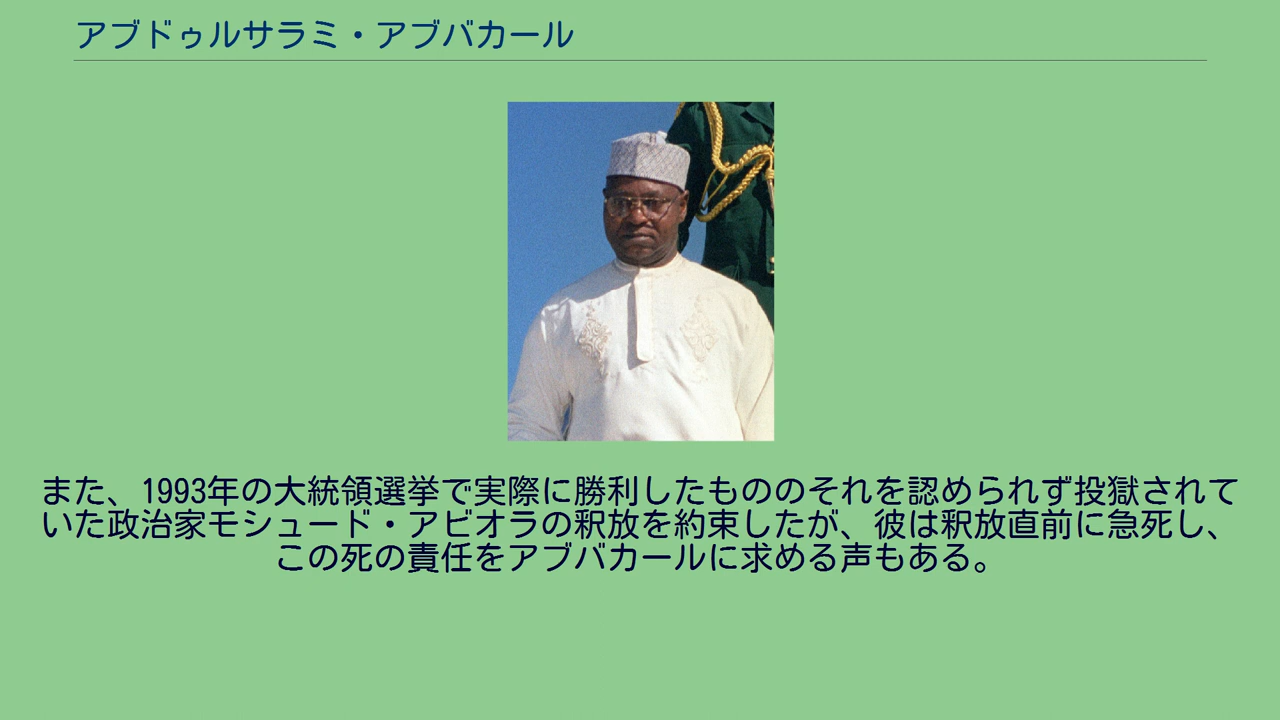 アブドゥルサラミ・アブバカール
また、1993年の大統領選挙で実際に勝利したもののそれを認められず投獄されて
いた政治家モシュード・アビオラの釈放を約束したが、彼は釈放直前に急死し、
この死の責任をアブバカールに求める声もある。